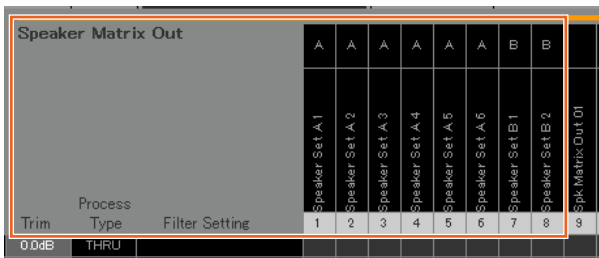 Speaker Matrix Out
A A A A A A B B
Speaker Set A 1
Speaker Set A 2
Speaker Set A 3
Speaker Set A 4
Speaker Set A 5
Speaker Set A 6
Speaker Set B 1
Speaker Set B 2
Spk Matrix Out 01
Process
Trim Type Filter Setting 1 2 3 4 5 6 7 8 9
0.0dB THRU